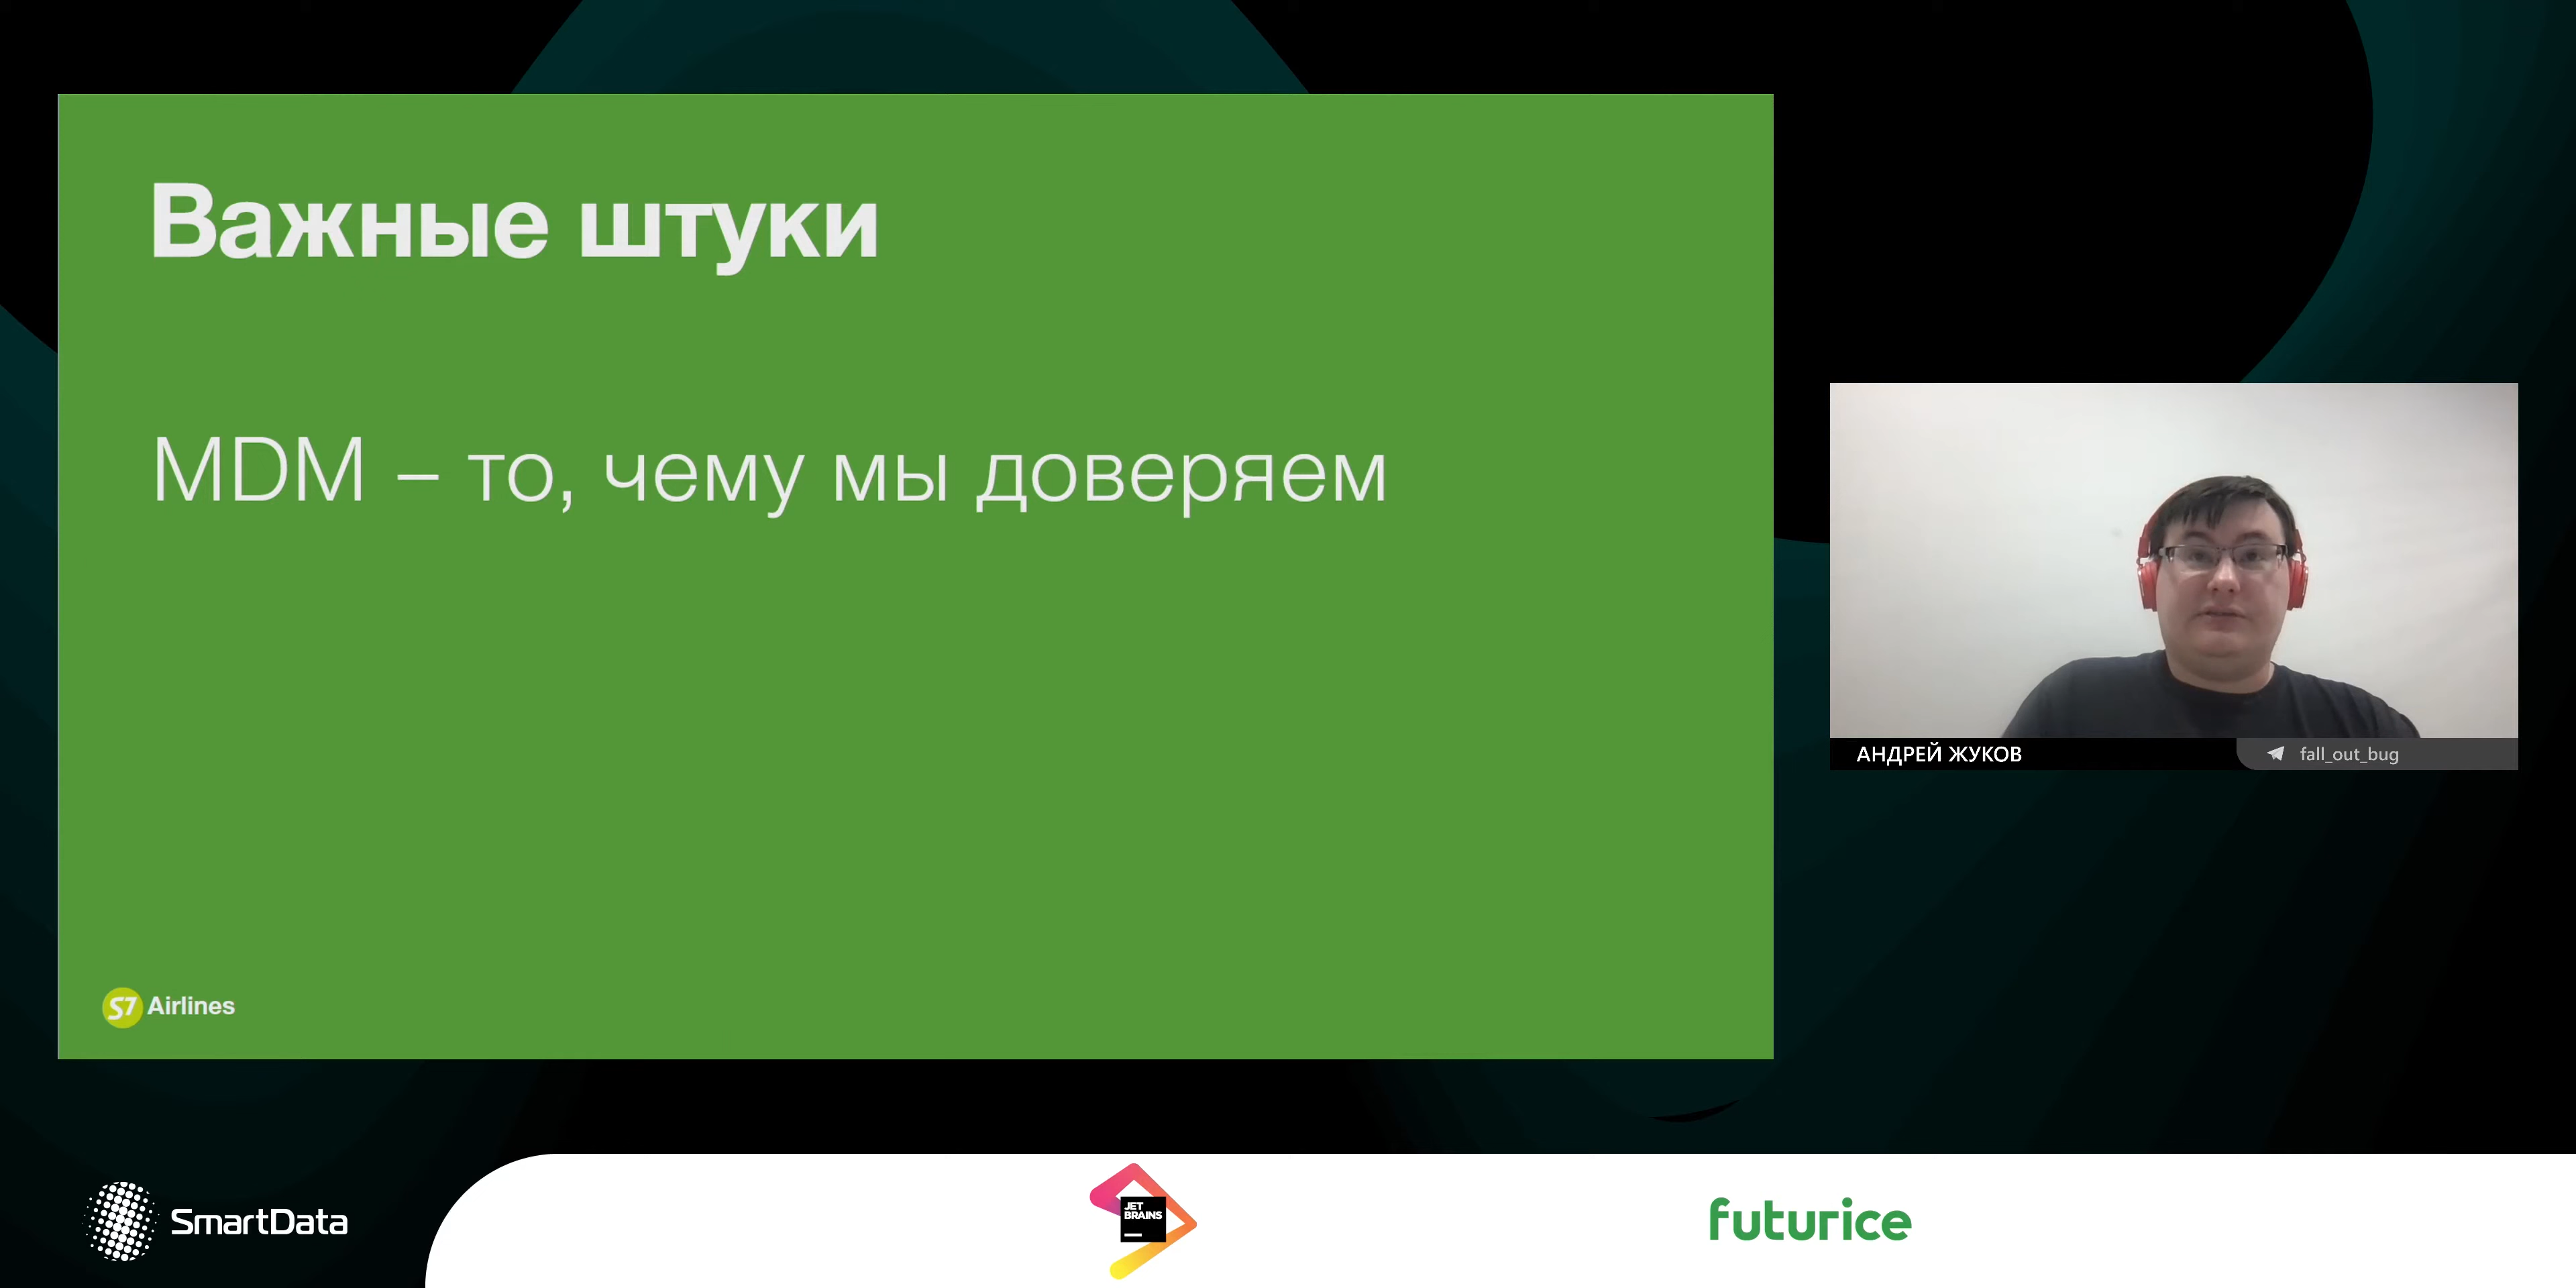 Важные штуки
MDM – то, чему мы доверяем
S7 Airlines
АНДРЕЙ ЖУКОВ
fall_out_bug
SmartData
JET
BRAINS
futurice